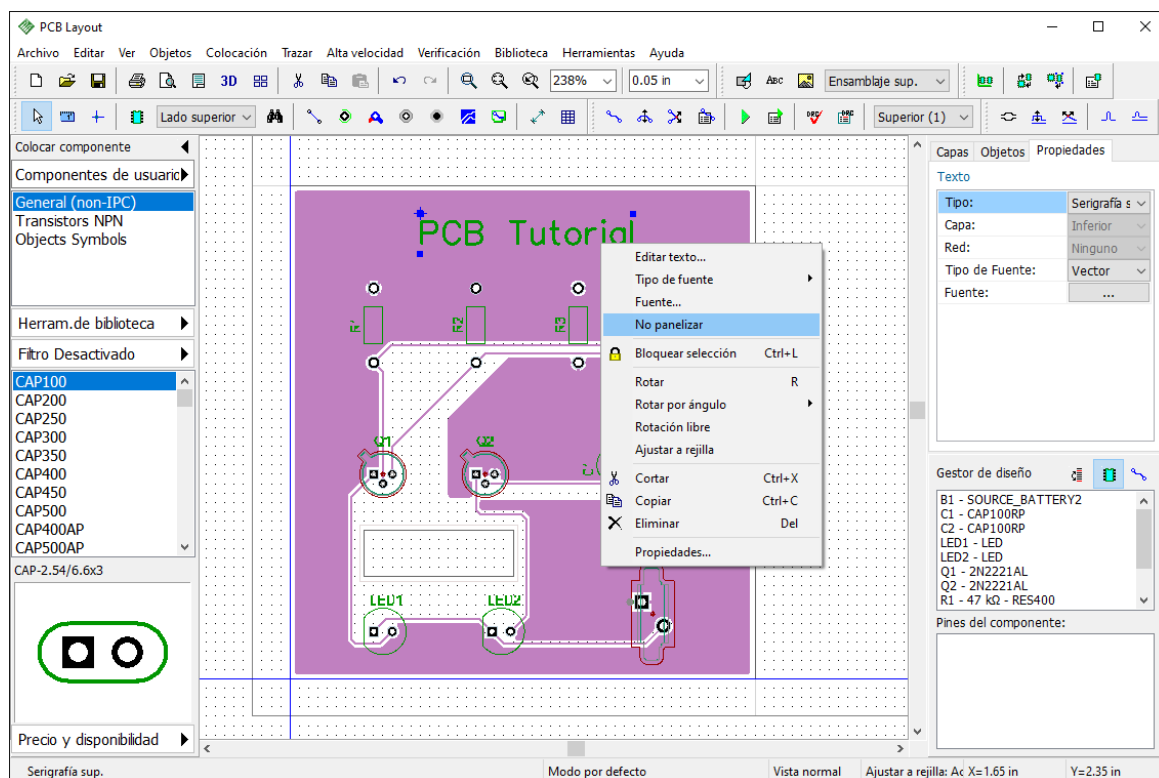 PCB Layout
Archivo Editar Ver Objetos Colocación Trazar Alta velocidad Verificación Biblioteca Herramientas Ayuda
3D 238% 0.05 in ABC Ensamblaje sup.
Lado superior DRC DRC Superior (1)
Colocar componente
Componentes de usuaric
General (non-IPC)
Transistors NPN
Objects Symbols
Herram.de biblioteca
Filtro Desactivado
CAP100
CAP200
CAP250
CAP300
CAP350
CAP400
CAP450
CAP500
CAP400AP
CAP500AP
CAP-2.54/6.6x3
Precio y disponibilidad
PCB Tutorial
R1
R2
R3
Q1
Q2
LED1
LED2
Editar texto...
Tipo de fuente
Fuente...
No panelizar
Bloquear selección Ctrl+L
Rotar R
Rotar por ángulo
Rotación libre
Ajustar a rejilla
Cortar Ctrl+X
Copiar Ctrl+C
Eliminar Del
Propiedades...
Capas Objetos Propiedades
Texto
Tipo: Serigrafía s
Capa: Inferior
Red: Ninguno
Tipo de Fuente: Vector
Fuente: ...
Gestor de diseño
B1 - SOURCE_BATTERY2
C1 - CAP100RP
C2 - CAP100RP
LED1 - LED
LED2 - LED
Q1 - 2N2221AL
Q2 - 2N2221AL
R1 - 47 kΩ - RES400
Pines del componente:
Serigrafía sup. Modo por defecto Vista normal Ajustar a rejilla: Ac X=1.65 in Y=2.35 in